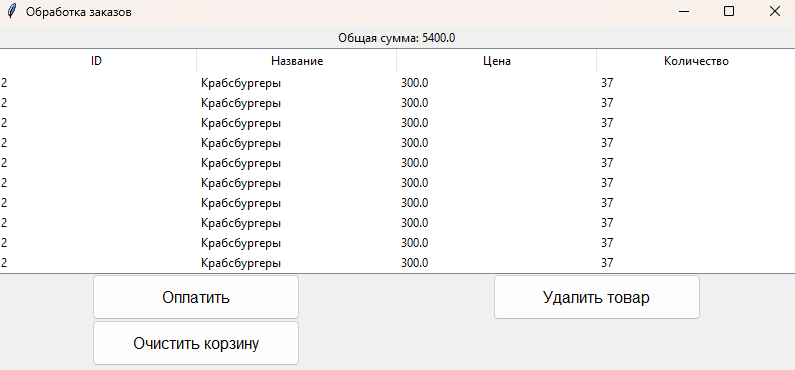 Обработка заказов
Общая сумма: 5400.0
ID Название Цена Количество
2 Крабсбургеры 300.0 37
2 Крабсбургеры 300.0 37
2 Крабсбургеры 300.0 37
2 Крабсбургеры 300.0 37
2 Крабсбургеры 300.0 37
2 Крабсбургеры 300.0 37
2 Крабсбургеры 300.0 37
2 Крабсбургеры 300.0 37
2 Крабсбургеры 300.0 37
2 Крабсбургеры 300.0 37
Оплатить Удалить товар
Очистить корзину